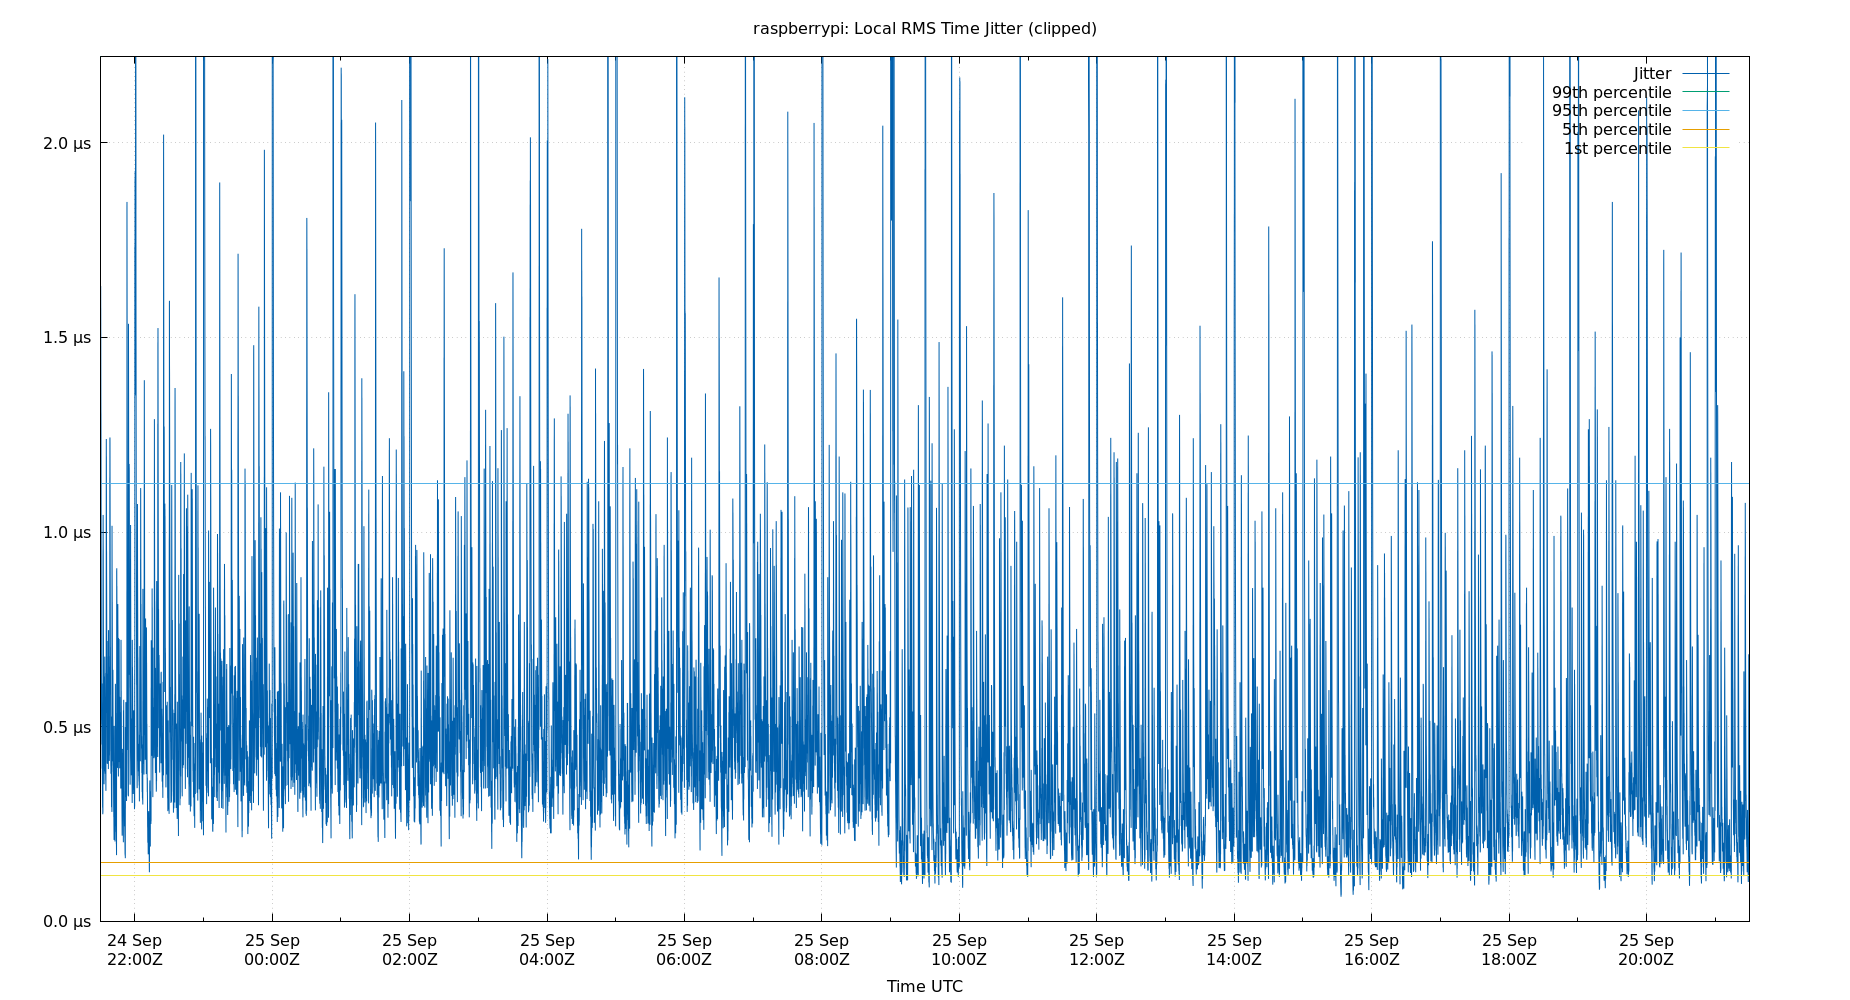 raspberrypi: Local RMS Time Jitter (clipped)
Jitter
99th percentile
95th percentile
5th percentile
1st percentile
2.0 µs
1.5 µs
1.0 µs
0.5 µs
0.0 µs
24 Sep 25 Sep 25 Sep 25 Sep 25 Sep 25 Sep 25 Sep 25 Sep 25 Sep 25 Sep 25 Sep 25 Sep
22:00Z 00:00Z 02:00Z 04:00Z 06:00Z 08:00Z 10:00Z 12:00Z 14:00Z 16:00Z 18:00Z 20:00Z
Time UTC